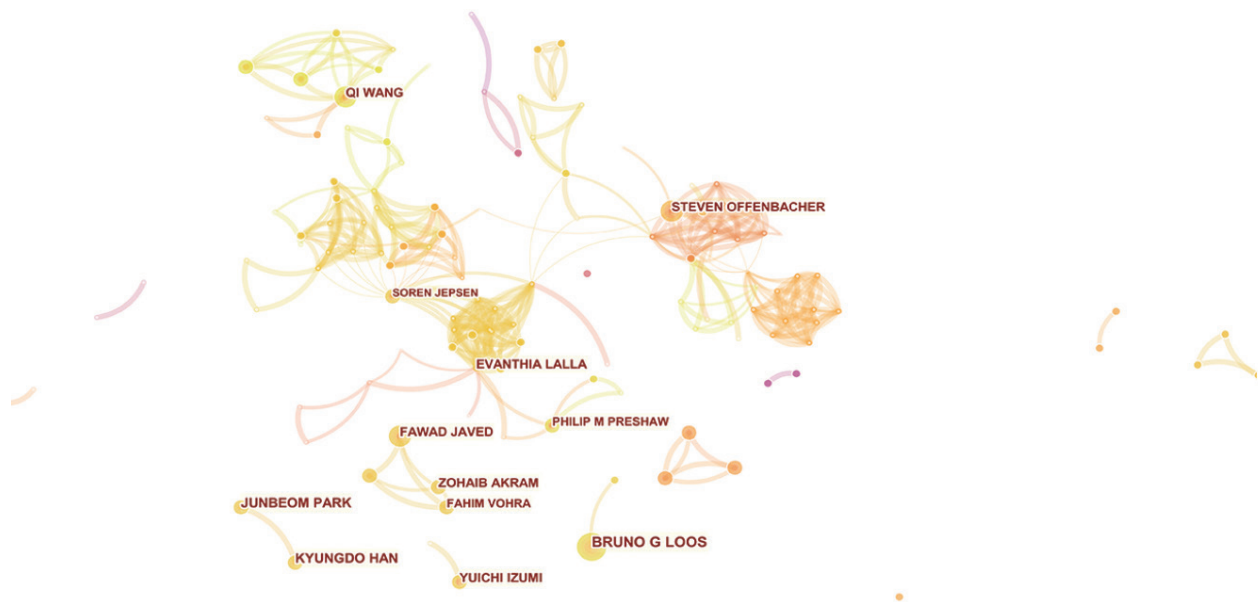 QI WANG
STEVEN OFFENBACHER
SOREN JEPSEN
EVANTHIA LALLA
PHILIP M PRESHAW
FAWAD JAVED
ZOHAIB AKRAM
JUNBEOM PARK
FAHIM VOHRA
BRUNO G LOOS
KYUNGDO HAN
YUICHI IZUMI